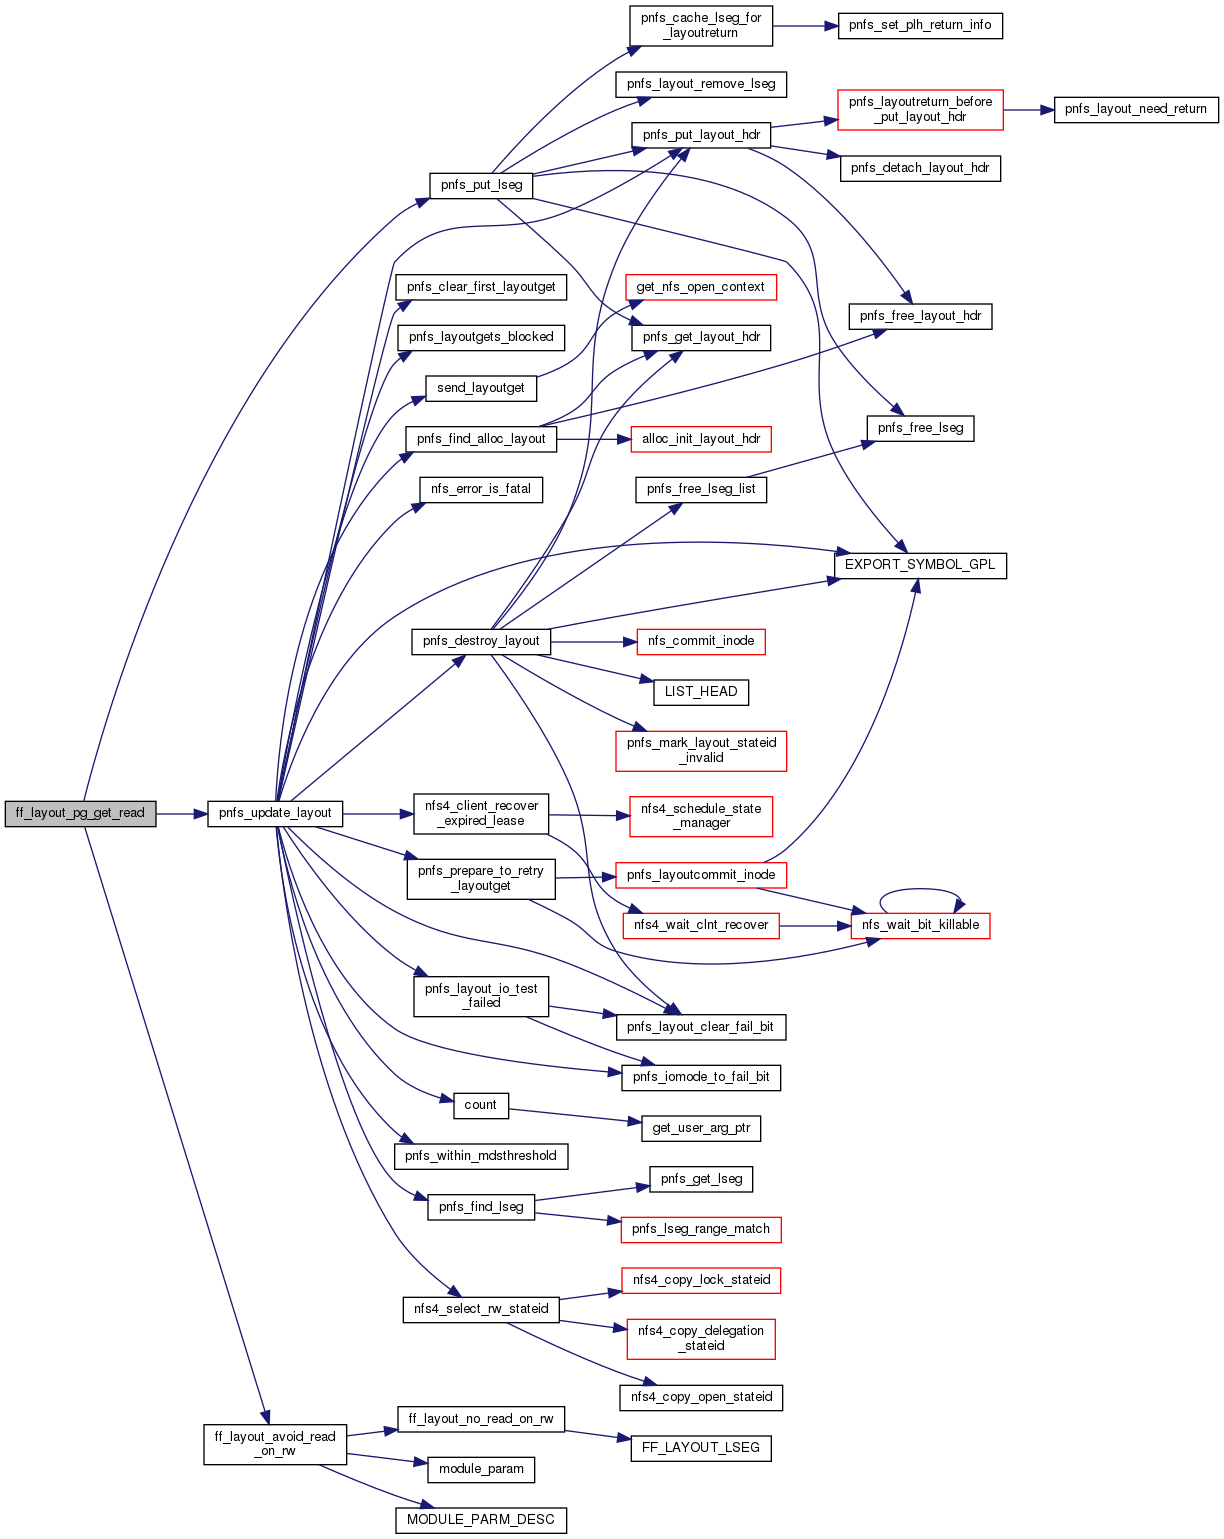 pnfs_cache_lseg_for
_layoutreturn
pnfs_set_plh_return_info
pnfs_layout_remove_lseg
pnfs_layoutreturn_before
_put_layout_hdr
pnfs_layout_need_return
pnfs_put_layout_hdr
pnfs_detach_layout_hdr
pnfs_put_lseg
pnfs_clear_first_layoutget
get_nfs_open_context
pnfs_free_layout_hdr
pnfs_layoutgets_blocked
pnfs_get_layout_hdr
send_layoutget
pnfs_find_alloc_layout
alloc_init_layout_hdr
pnfs_free_lseg
nfs_error_is_fatal
pnfs_free_lseg_list
EXPORT_SYMBOL_GPL
pnfs_destroy_layout
nfs_commit_inode
LIST_HEAD
pnfs_mark_layout_stateid
_invalid
ff_layout_pg_get_read
pnfs_update_layout
nfs4_client_recover
_expired_lease
nfs4_schedule_state
_manager
pnfs_prepare_to_retry
_layoutget
pnfs_layoutcommit_inode
nfs4_wait_clnt_recover
nfs_wait_bit_killable
pnfs_layout_io_test
_failed
pnfs_layout_clear_fail_bit
pnfs_iomode_to_fail_bit
count
get_user_arg_ptr
pnfs_within_mdsthreshold
pnfs_get_lseg
pnfs_find_lseg
pnfs_lseg_range_match
nfs4_copy_lock_stateid
nfs4_select_rw_stateid
nfs4_copy_delegation
_stateid
nfs4_copy_open_stateid
ff_layout_avoid_read
_on_rw
ff_layout_no_read_on_rw
FF_LAYOUT_LSEG
module_param
MODULE_PARM_DESC